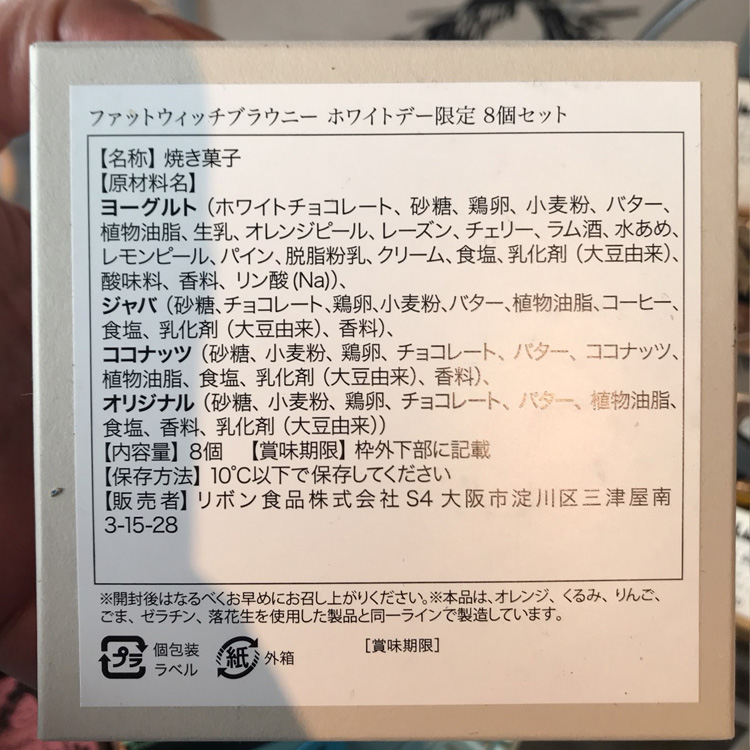 ファットウィッチブラウニー ホワイトデー限定 8個セット
【名称】焼き菓子
【原材料名】
ヨーグルト（ホワイトチョコレート、砂糖、鶏卵、小麦粉、バター、
植物油脂、生乳、オレンジピール、レーズン、チェリー、ラム酒、水あめ、
レモンピール、パイン、脱脂粉乳、クリーム、食塩、乳化剤（大豆由来）、
酸味料、香料、リン酸(Na)）、
ジャバ（砂糖、チョコレート、鶏卵、小麦粉、バター、植物油脂、コーヒー、
食塩、乳化剤（大豆由来）、香料）、
ココナッツ（砂糖、小麦粉、鶏卵、チョコレート、バター、ココナッツ、
植物油脂、食塩、乳化剤（大豆由来）、香料）、
オリジナル（砂糖、小麦粉、鶏卵、チョコレート、バター、植物油脂、
食塩、香料、乳化剤（大豆由来））
【内容量】8個 【賞味期限】枠外下部に記載
【保存方法】10℃以下で保存してください
【販売者】リボン食品株式会社S4 大阪市淀川区三津屋南
3-15-28
※開封後はなるべくお早めにお召し上がりください。※本品は、オレンジ、くるみ、りんご、
ごま、ゼラチン、落花生を使用した製品と同一ラインで製造しています。
プラ 個包装 ラベル 紙 外箱 ［賞味期限］